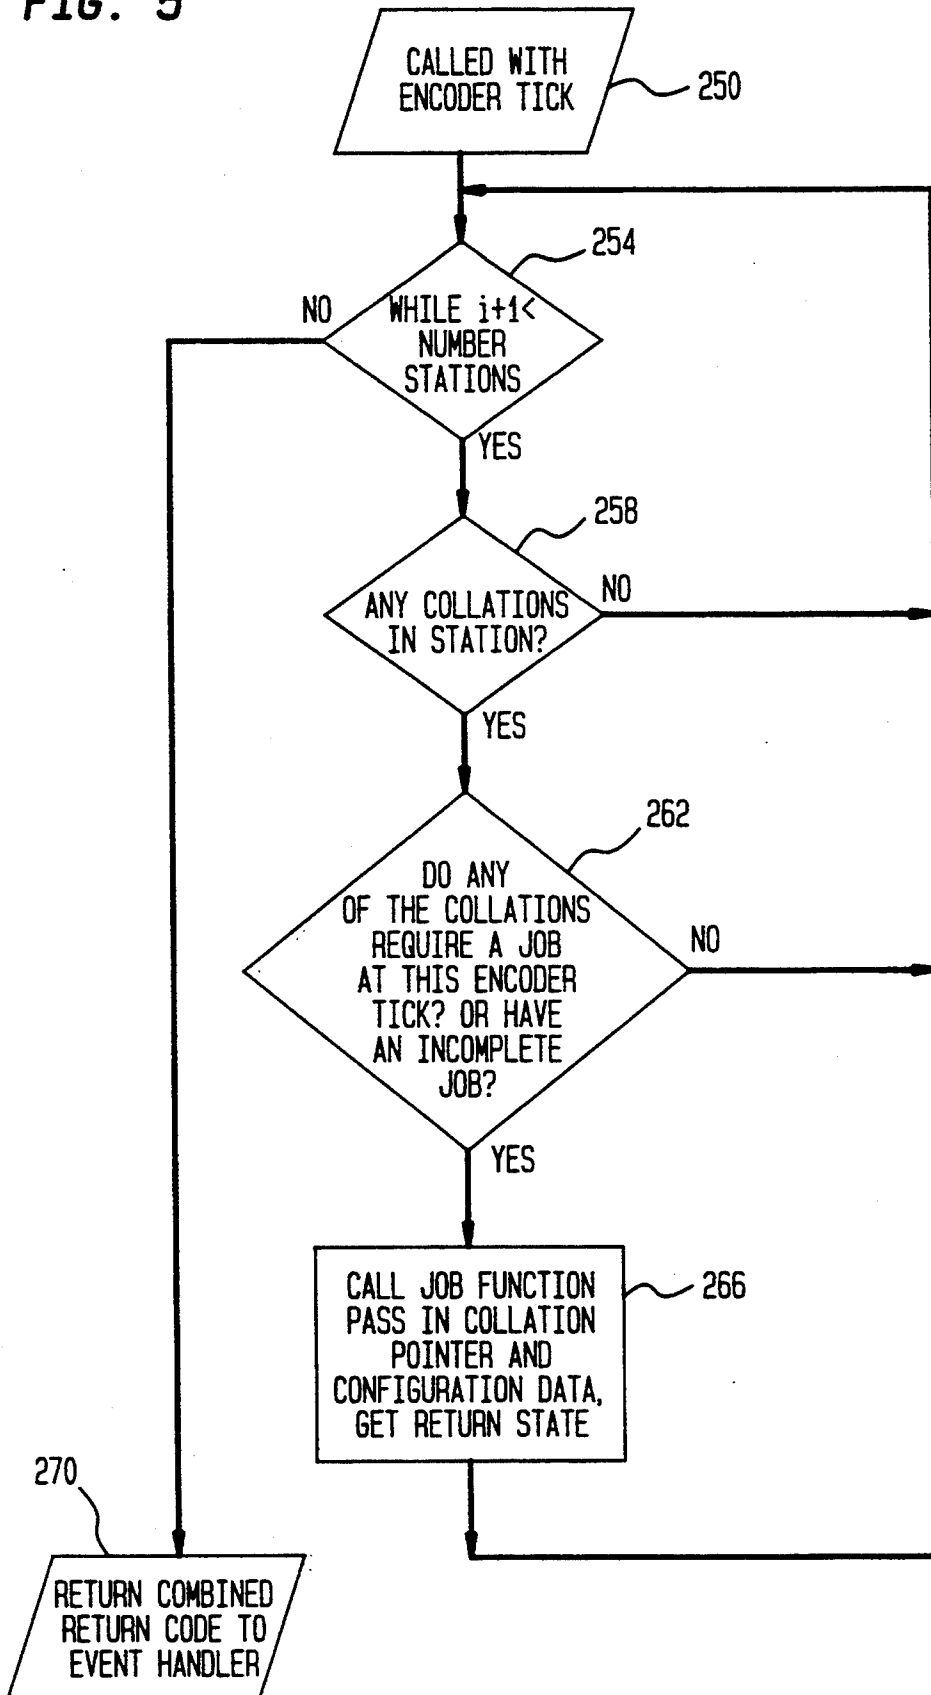 FIG. 5
CALLED WITH
ENCODER TICK
250
254
NO
WHILE i+1<
NUMBER
STATIONS
YES
258
ANY COLLATIONS
IN STATION?
NO
YES
262
DO ANY
OF THE COLLATIONS
REQUIRE A JOB
AT THIS ENCODER
TICK? OR HAVE
AN INCOMPLETE
JOB?
NO
YES
CALL JOB FUNCTION
PASS IN COLLATION
POINTER AND
CONFIGURATION DATA,
GET RETURN STATE
266
270
RETURN COMBINED
RETURN CODE TO
EVENT HANDLER